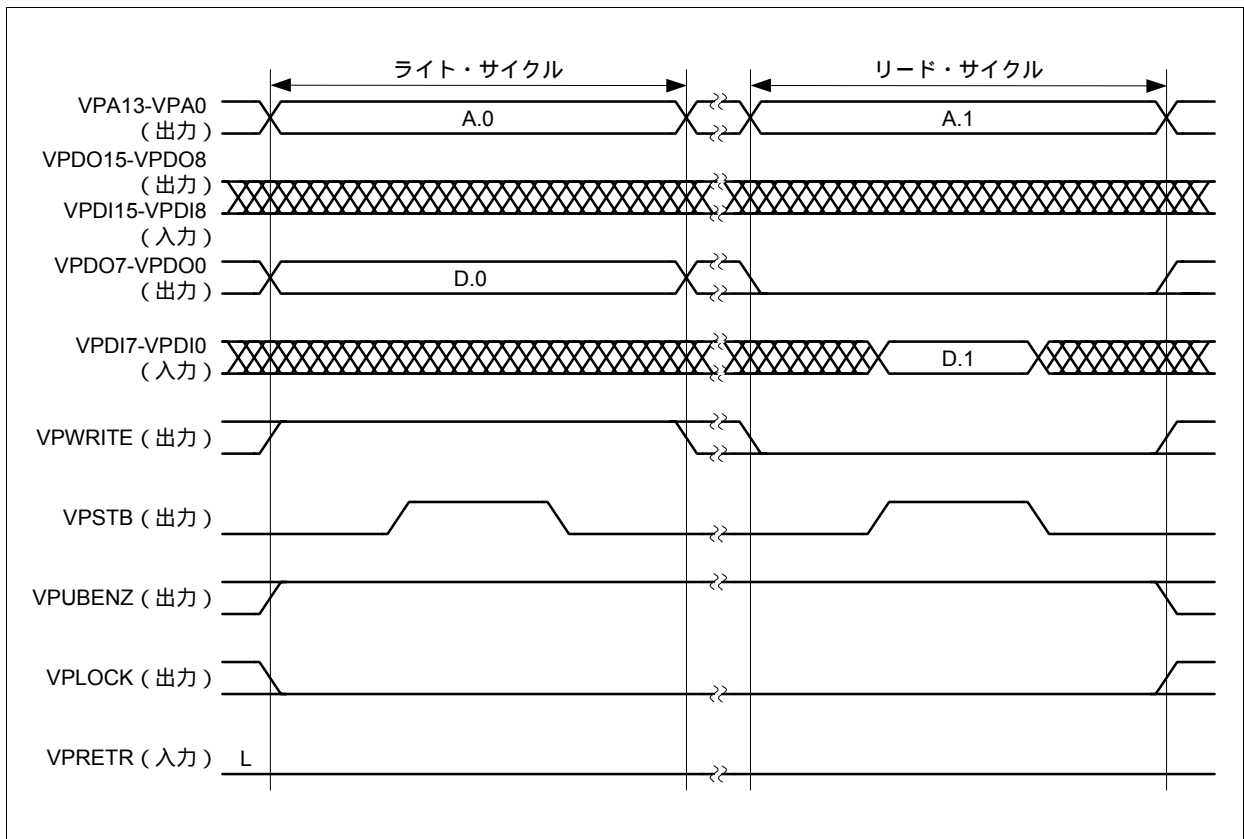 ライト・サイクル
リード・サイクル
VPA13-VPA0
(出力)
A.0
A.1
VPDO15-VPDO8
(出力)
VPDI15-VPDI8
(入力)
VPDO7-VPDO0
(出力)
D.0
VPDI7-VPDI0
(入力)
D.1
VPWRITE(出力)
VPSTB(出力)
VPUBENZ(出力)
VPLOCK(出力)
VPRETR(入力) L